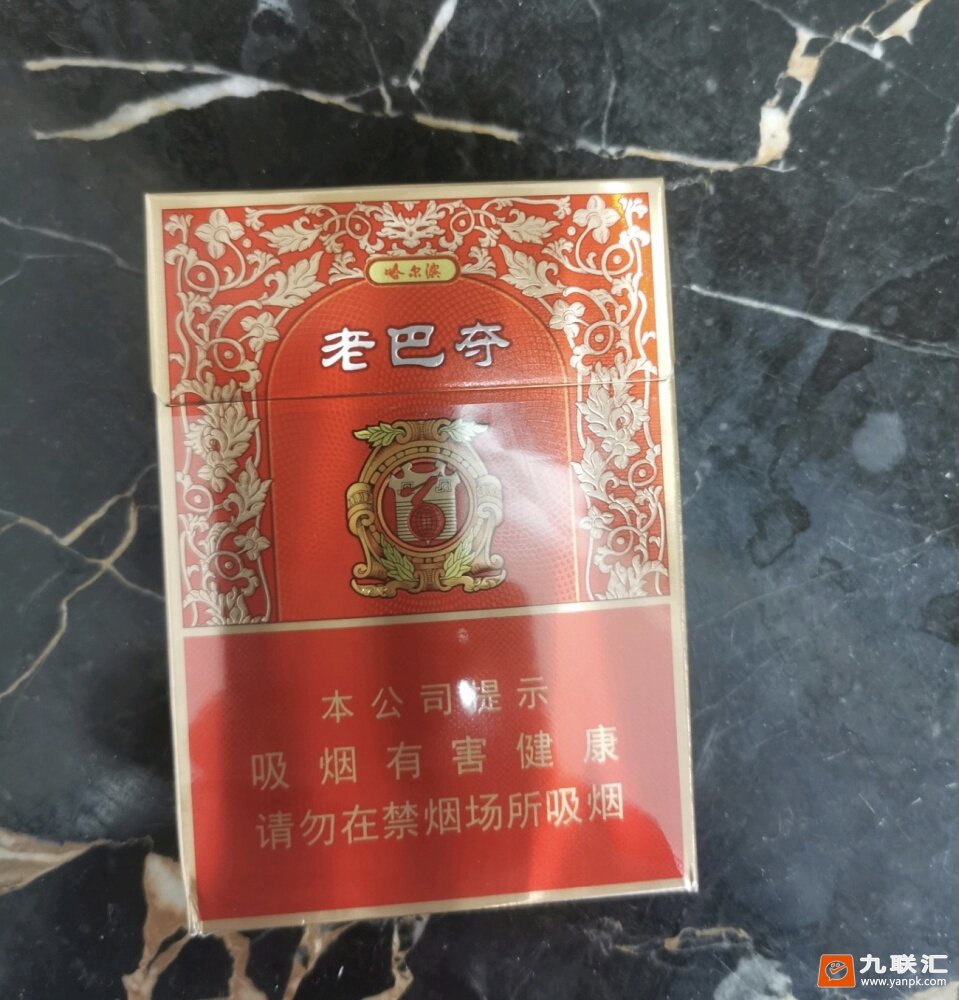 哈尔滨
老巴夺
本公司提示
吸烟有害健康
请勿在禁烟场所吸烟
九联汇
www.yanpk.com